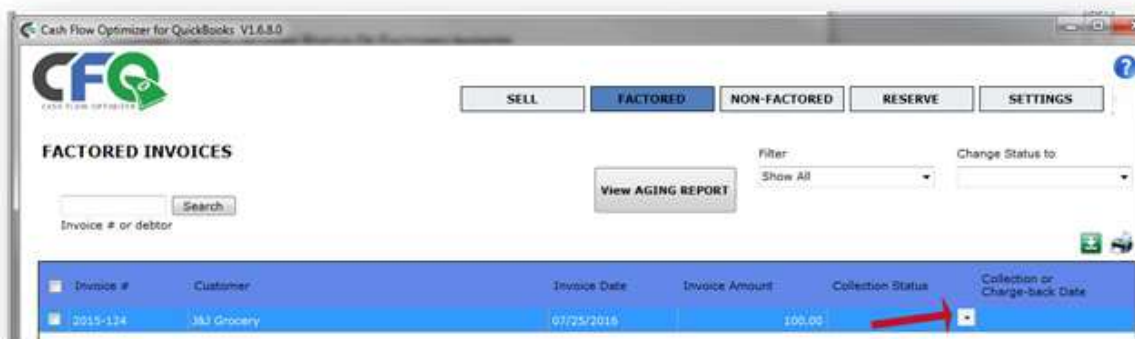 Cash Flow Optimizer for QuickBooks V1.6.8.0
CFO
CASH FLOW OPTIMIZER
SELL FACTORED NON-FACTORED RESERVE SETTINGS
?
FACTORED INVOICES
Filter
Change Status to
Show All
View AGING REPORT
Search
Invoice # or debtor
Invoice # Customer Invoice Date Invoice Amount Collection Status Collection or
Charge-back Date
2015-124 J&J Grocery 07/25/2016 100.00